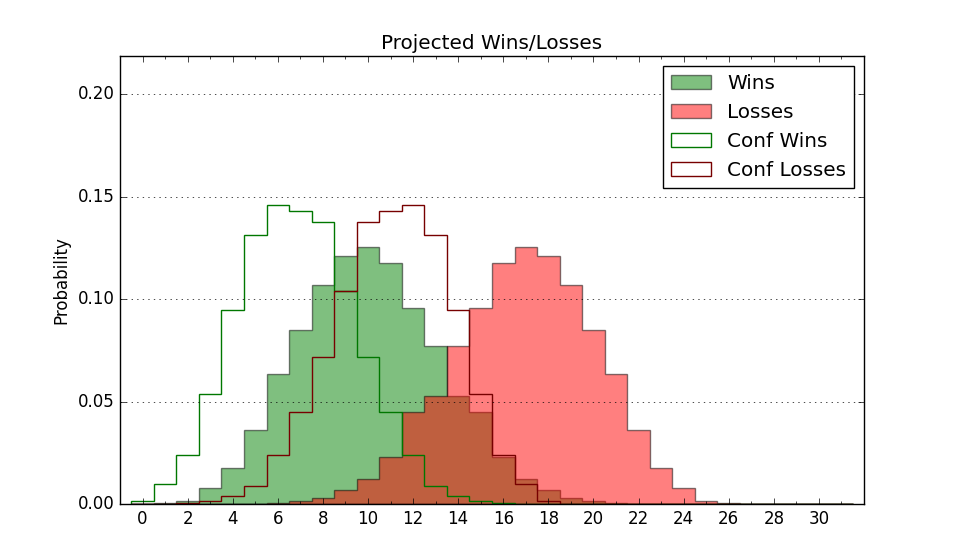 Projected Wins/Losses
Wins
Losses
Conf Wins
Conf Losses
Probability
0.20
0.15
0.10
0.05
0.00
0 2 4 6 8 10 12 14 16 18 20 22 24 26 28 30